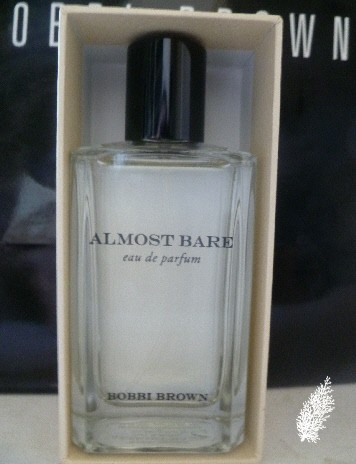 OBBI BROWN
ALMOST BARE
eau de parfum
BOBBI BROWN